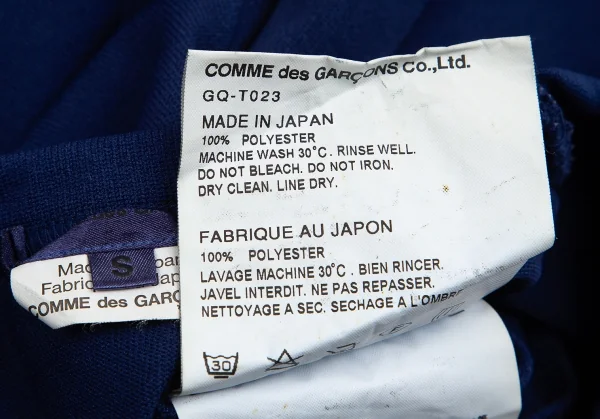 COMME des GARÇONS Co.,Ltd.
GQ-T023
MADE IN JAPAN
100% POLYESTER
MACHINE WASH 30°C. RINSE WELL.
DO NOT BLEACH. DO NOT IRON.
DRY CLEAN. LINE DRY.
FABRIQUE AU JAPON
100% POLYESTER
LAVAGE MACHINE 30°C. BIEN RINCER.
JAVEL INTERDIT. NE PAS REPASSER.
NETTOYAGE A SEC. SECHAGE A L'OMBRE
30
S
COMME des